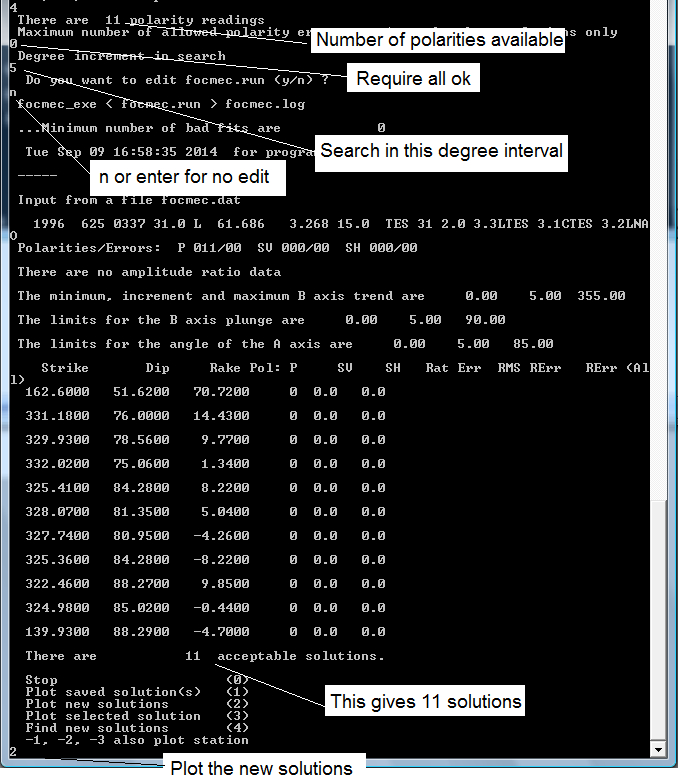 4
There are  11 polarity readings
Maximum number of allowed polarity er solutions only
Number of polarities available
0
Degree increment in search
Require all ok
5
Do you want to edit focmec.run (y/n) ?
n
focmec_exe < focmec.run > focmec.log
...Minimum number of bad fits are            0
Tue Sep 09 16:58:35 2014  for progra
Search in this degree interval
-----
n or enter for no edit
Input from a file focmec.dat
1996  625 0337 31.0 L  61.686   3.268 15.0  TES 31 2.0 3.3LTES 3.1CTES 3.2LNA
O
Polarities/Errors:  P 011/00  SV 000/00  SH 000/00
There are no amplitude ratio data
The minimum, increment and maximum B axis trend are     0.00    5.00  355.00
The limits for the B axis plunge are     0.00    5.00   90.00
The limits for the angle of the A axis are     0.00    5.00   85.00
Strike       Dip     Rake Pol: P     SV    SH   Rat Err  RMS RErr   RErr (Al
l)
162.6000   51.6200   70.7200     0  0.0   0.0
331.1800   76.0000   14.4300     0  0.0   0.0
329.9300   78.5600    9.7700     0  0.0   0.0
332.0200   75.0600    1.3400     0  0.0   0.0
325.4100   84.2800    8.2200     0  0.0   0.0
328.0700   81.3500    5.0400     0  0.0   0.0
327.7400   80.9500   -4.2600     0  0.0   0.0
325.3600   84.2800   -8.2200     0  0.0   0.0
322.4600   88.2700    9.8500     0  0.0   0.0
324.9800   85.0200   -0.4400     0  0.0   0.0
139.9300   88.2900   -4.7000     0  0.0   0.0
There are           11  acceptable solutions.
Stop                     (0)
Plot saved solution(s)   (1)
Plot new solutions       (2)
This gives 11 solutions
Plot selected solution   (3)
Find new solutions       (4)
-1, -2, -3 also plot station
2
Plot the new solutions